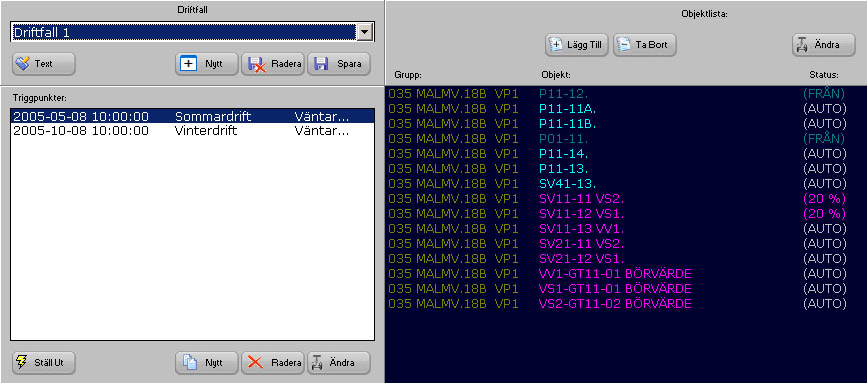 Driftfall
Driftfall 1
Text
Nytt
Radera
Spara
Triggpunkter:
2005-05-08 10:00:00 Sommardrift Väntar...
2005-10-08 10:00:00 Vinterdrift Väntar...
Ställ Ut
Nytt
Radera
Ändra
Objektlista:
Lägg Till
Ta Bort
Ändra
Grupp: Objekt: Status:
035 MALMV.18B VP1 P11-12. (FRÅN)
035 MALMV.18B VP1 P11-11A. (AUTO)
035 MALMV.18B VP1 P11-11B. (AUTO)
035 MALMV.18B VP1 P01-11. (FRÅN)
035 MALMV.18B VP1 P11-14. (AUTO)
035 MALMV.18B VP1 P11-13. (AUTO)
035 MALMV.18B VP1 SV41-13. (AUTO)
035 MALMV.18B VP1 SV11-11 VS2. (20 %)
035 MALMV.18B VP1 SV11-12 VS1. (20 %)
035 MALMV.18B VP1 SV11-13 VV1. (AUTO)
035 MALMV.18B VP1 SV21-11 VS2. (AUTO)
035 MALMV.18B VP1 SV21-12 VS1. (AUTO)
035 MALMV.18B VP1 VV1-GT11-01 BÖRVÄRDE (AUTO)
035 MALMV.18B VP1 VS1-GT11-01 BÖRVÄRDE (AUTO)
035 MALMV.18B VP1 VS2-GT11-02 BÖRVÄRDE (AUTO)